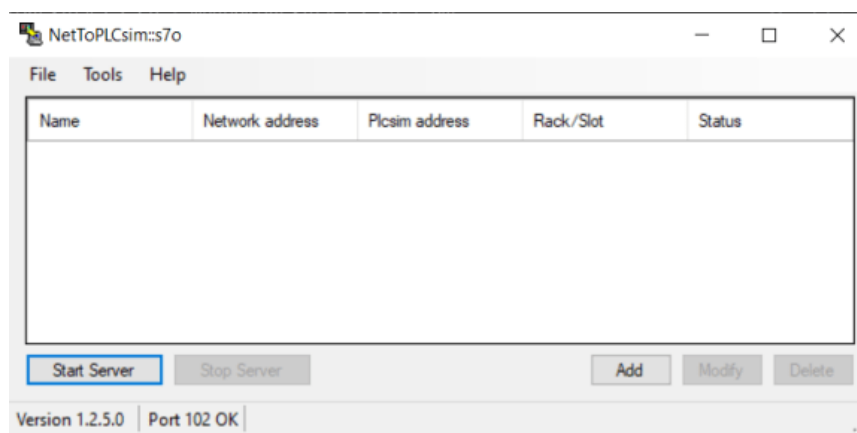 NetToPLCsim::s7o
File Tools Help
Name Network address Plcsim address Rack/Slot Status
Start Server Stop Server Add Modify Delete
Version 1.2.5.0 Port 102 OK